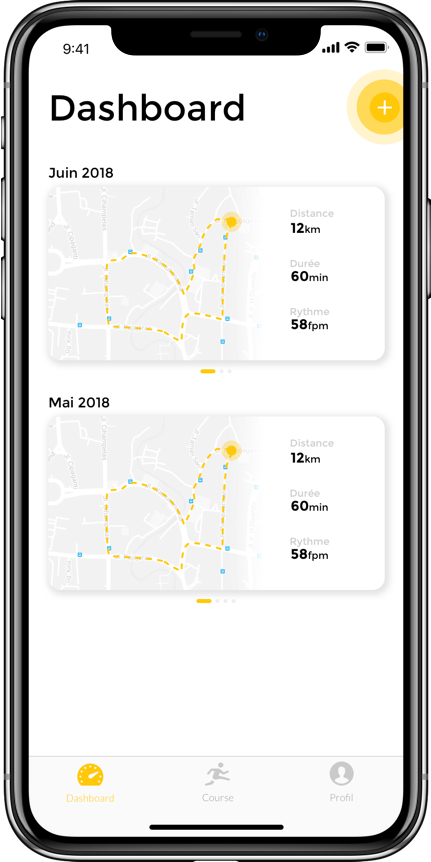 9:41
Dashboard
Juin 2018
Distance
12km
Durée
60min
Rythme
58fpm
Mai 2018
Distance
12km
Durée
60min
Rythme
58fpm
Dashboard
Course
Profil